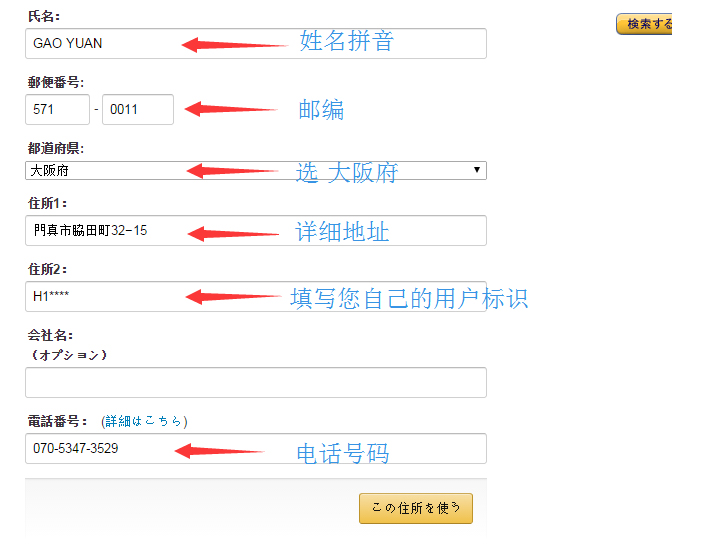 氏名:
GAO YUAN
姓名拼音
検索する
郵便番号:
571 - 0011
邮编
都道府県:
大阪府
选 大阪府
住所1:
門真市脇田町32-15
详细地址
住所2:
H1****
填写您自己的用户标识
会社名:
(オプション)
電話番号: (詳細はこちら)
070-5347-3529
电话号码
この住所を使う